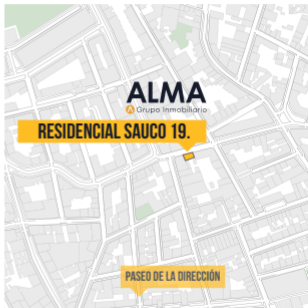 ALMA
Grupo Inmobiliario
RESIDENCIAL SAUCO 19.
PASEO DE LA DIRECCIÓN